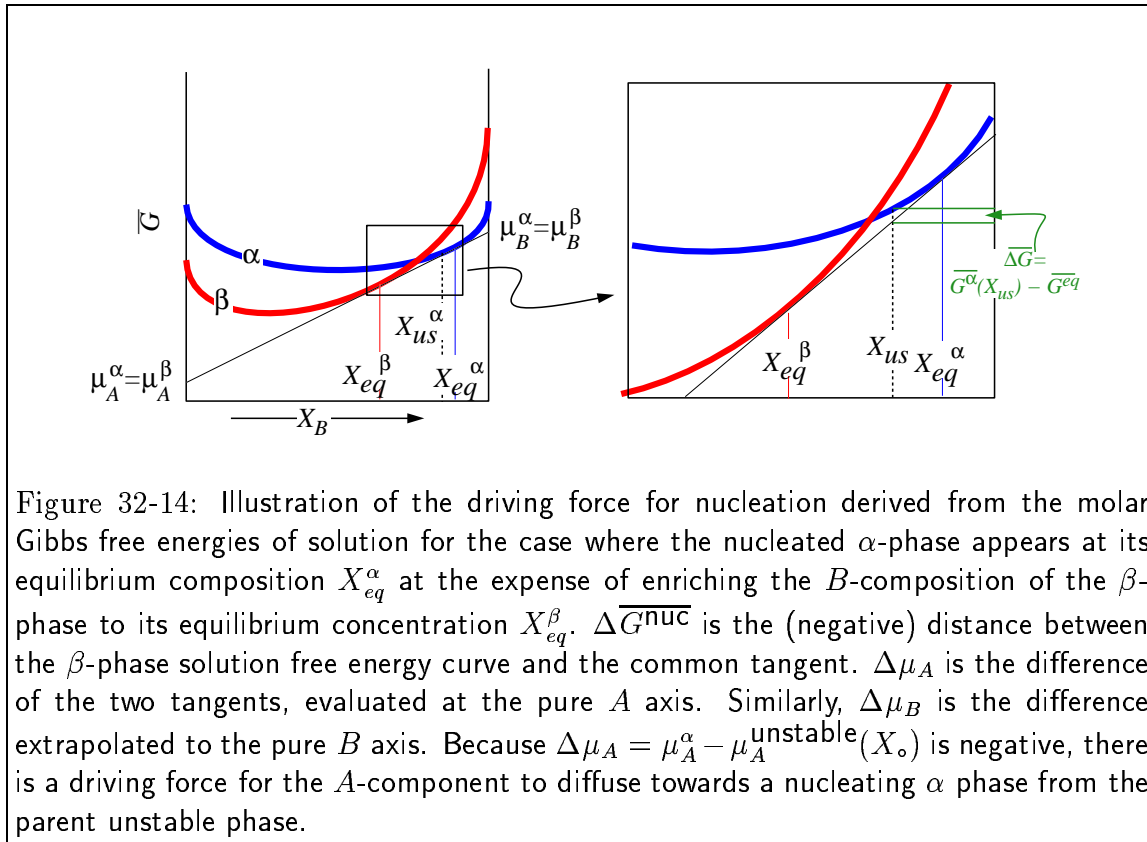 G̅
α
β
μ_A^α=μ_A^β
μ_B^α=μ_B^β
X_us^α
X_eq^β
X_eq^α
X_B
X_eq^β
X_us
X_eq^α
Δ̅G̅=
G̅^α̅(X_us) – G̅^eq
Figure 32-14: Illustration of the driving force for nucleation derived from the molar
Gibbs free energies of solution for the case where the nucleated α-phase appears at its
equilibrium composition X_eq^α at the expense of enriching the B-composition of the β-
phase to its equilibrium concentration X_eq^β. ΔG̅^nuc is the (negative) distance between
the β-phase solution free energy curve and the common tangent. Δμ_A is the difference
of the two tangents, evaluated at the pure A axis. Similarly, Δμ_B is the difference
extrapolated to the pure B axis. Because Δμ_A = μ_A^α − μ_A^unstable(X_∘) is negative, there
is a driving force for the A-component to diffuse towards a nucleating α phase from the
parent unstable phase.